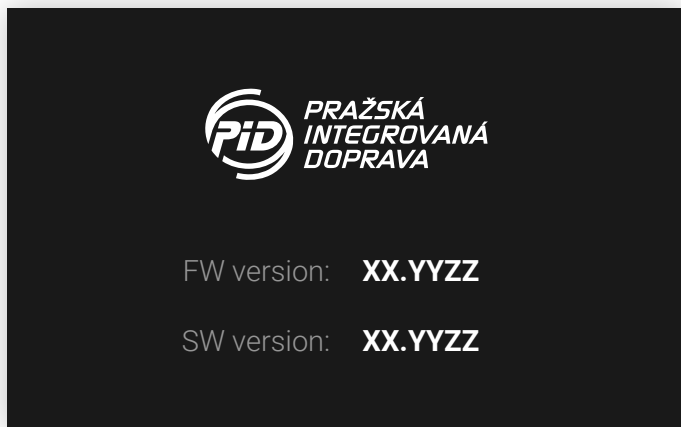 PID
PRAŽSKÁ
INTEGROVANÁ
DOPRAVA
FW version: XX.YYZZ
SW version: XX.YYZZ